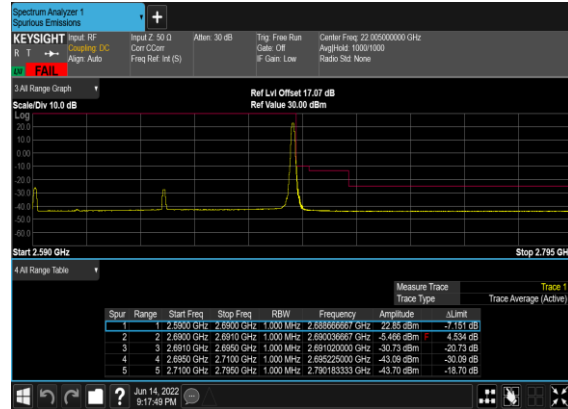 Spectrum Analyzer 1
Spurious Emissions
KEYSIGHT Input: RF Input Z: 50 Ω Atten: 30 dB Trig: Free Run Center Freq: 22.005000000 GHz
R T Coupling: DC Corr CCorr Gate: Off Avg|Hold: 1000/1000
Align: Auto Freq Ref: Int (S) IF Gain: Low Radio Std: None
LM FAIL
3 All Range Graph
Ref Lvl Offset 17.07 dB
Scale/Div 10.0 dB Ref Value 30.00 dBm
Log
20.0
10.0
0.00
-10.0
-20.0
-30.0
-40.0
-50.0
-60.0
Start 2.590 GHz Stop 2.795 GH
4 All Range Table
Measure Trace Trace 1
Trace Type Trace Average (Active)
Spur Range Start Freq Stop Freq RBW Frequency Amplitude ΔLimit
1 1 2.5900 GHz 2.6900 GHz 1.000 MHz 2.688666667 GHz 22.85 dBm -7.151 dB
2 2 2.6900 GHz 2.6910 GHz 1.000 MHz 2.690036667 GHz -5.466 dBm F 4.534 dB
3 3 2.6910 GHz 2.6950 GHz 1.000 MHz 2.691020000 GHz -30.73 dBm -20.73 dB
4 4 2.6950 GHz 2.7100 GHz 1.000 MHz 2.695225000 GHz -43.09 dBm -30.09 dB
5 5 2.7100 GHz 2.7950 GHz 1.000 MHz 2.790183333 GHz -43.70 dBm -18.70 dB
? Jun 14, 2022
9:17:49 PM